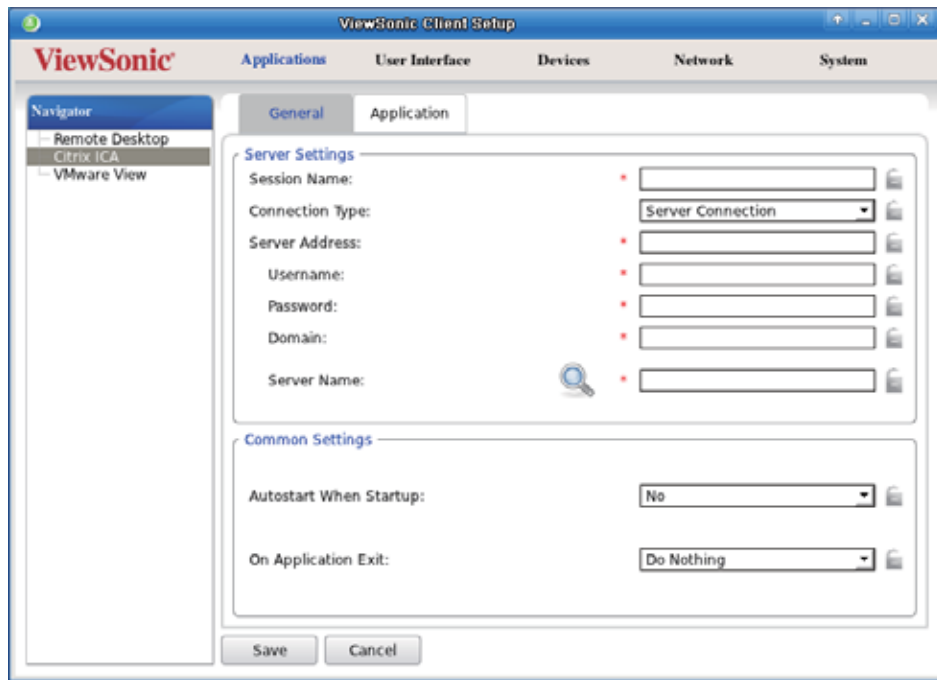 ViewSonic Client Setup
ViewSonic®
Applications User Interface Devices Network System
Navigator
Remote Desktop
Citrix ICA
VMware View
General Application
Server Settings
Session Name: *
Connection Type: Server Connection
Server Address: *
Username: *
Password: *
Domain: *
Server Name: *
Common Settings
Autostart When Startup: No
On Application Exit: Do Nothing
Save Cancel